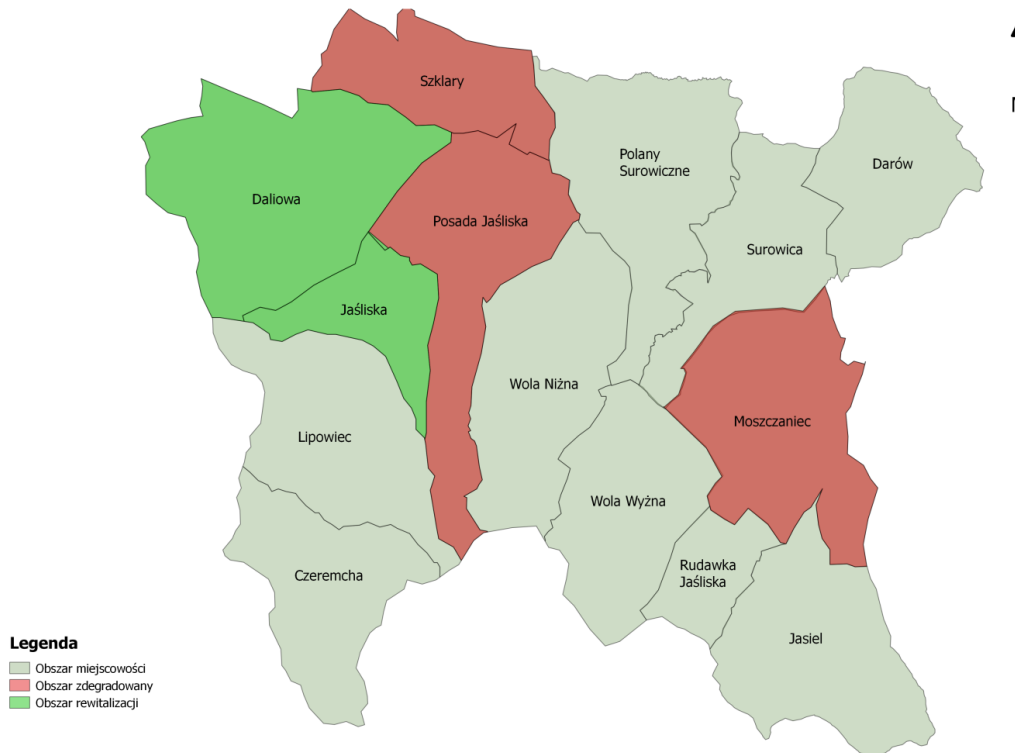 Szklary
Polany
Surowiczne
Darów
Daliowa
Posada Jaśliska
Surowica
Jaśliska
Wola Niżna
Moszczaniec
Lipowiec
Wola Wyżna
Czeremcha
Rudawka
Jaśliska
Jasiel
Legenda
Obszar miejscowości
Obszar zdegradowany
Obszar rewitalizacji